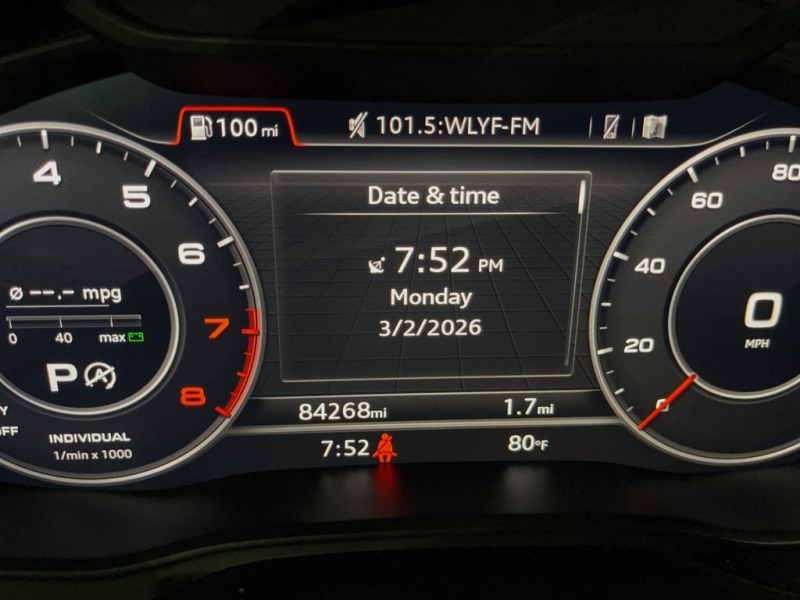 100 mi
101.5:WLYF-FM
Date & time
7:52 PM
Monday
3/2/2026
4
5
6
7
8
Ø --.- mpg
0 40 max
P
A
INDIVIDUAL
1/min x 1000
84268mi
1.7mi
7:52
80°F
80
60
40
20
0
0
MPH